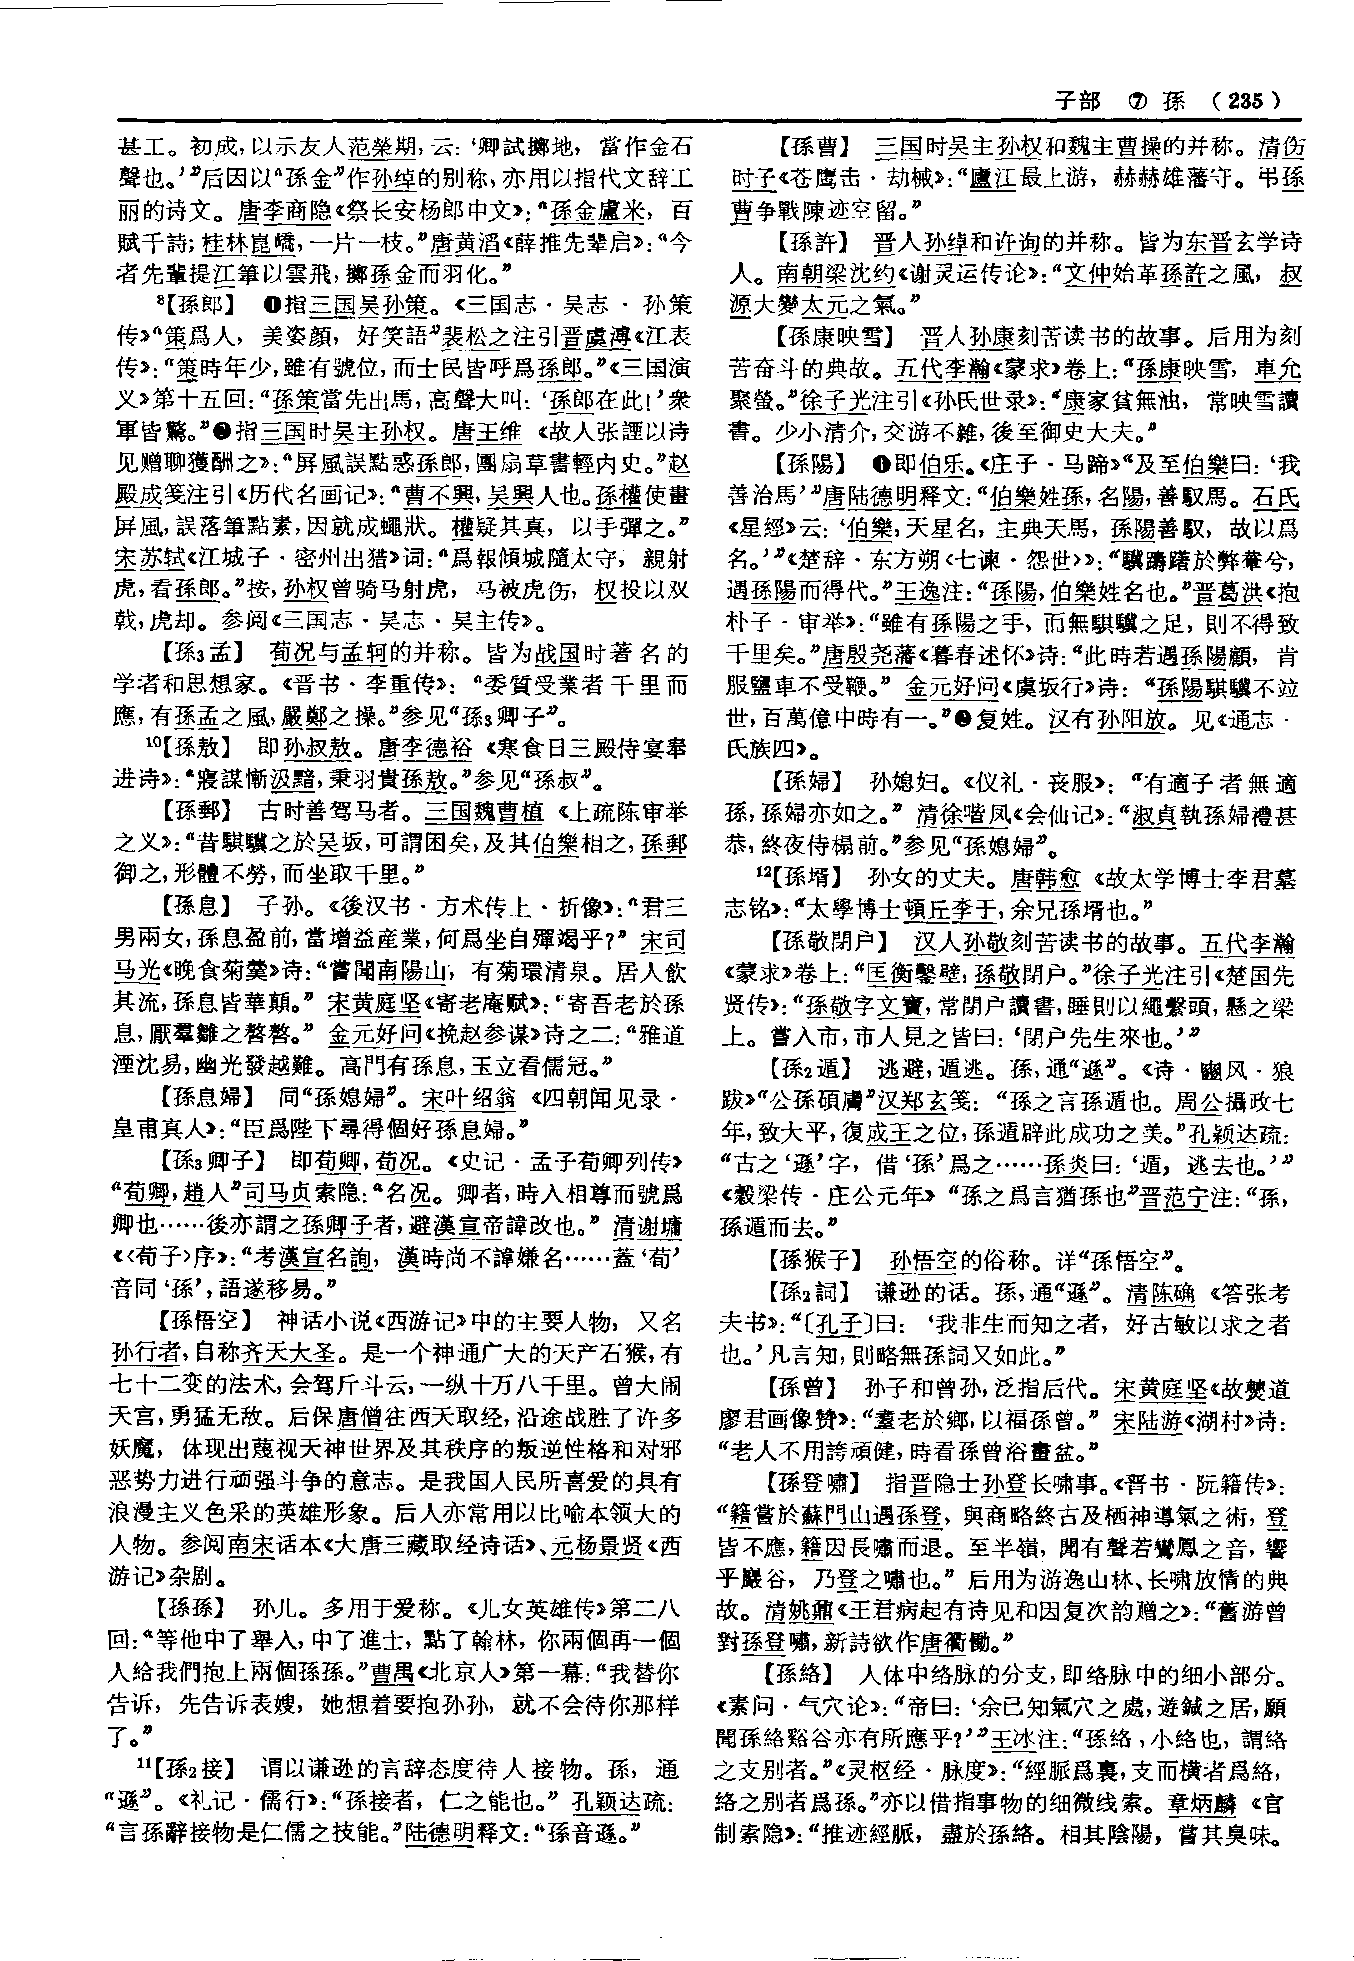 子部 ⑦ 孫 (235)
甚工。初成,以示友人范榮期,云:‘卿試擲地,當作金石
聲也。’”后因以“孫金”作孙绰的别称,亦用以指代文辞工
丽的诗文。唐李商隐《祭长安杨郎中文》:“孫金盧米,百
賦千詩;桂林崑嶠,一片一枝。”唐黄滔《薛推先輩启》:“今
者先輩提江筆以雲飛,擲孫金而羽化。”
8【孫郎】 ❶指三国吴孙策。《三国志·吴志·孙策
传》“策爲人,美姿顔,好笑語”裴松之注引晋虞溥《江表
传》:“策時年少,雖有號位,而士民皆呼爲孫郎。”《三国演
义》第十五回:“孫策當先出馬,高聲大叫:‘孫郎在此!’衆
軍皆驚。”❷指三国时吴主孙权。唐王维《故人张諲以诗
见赠聊獲酬之》:“屏風誤點惑孫郎,團扇草書輕内史。”赵
殿成笺注引《历代名画记》:“曹不興,吴興人也。孫權使畫
屏風,誤落筆點素,因就成蠅狀。權疑其真,以手彈之。”
宋苏轼《江城子·密州出猎》词:“爲報傾城隨太守,親射
虎,看孫郎。”按,孙权曾骑马射虎,马被虎伤,权投以双
戟,虎却。参阅《三国志·吴志·吴主传》。
【孫3孟】 荀况与孟轲的并称。皆为战国时著名的
学者和思想家。《晋书·李重传》:“委質受業者千里而
應,有孫孟之風,嚴鄭之操。”参见“孫3卿子”。
10【孫敖】 即孙叔敖。唐李德裕《寒食日三殿侍宴奉
进诗》:“寢謀慚汲黯,秉羽貴孫敖。”参见“孫叔”。
【孫郵】 古时善驾马者。三国魏曹植《上疏陈审举
之义》:“昔騏驥之於吴坂,可謂困矣,及其伯樂相之,孫郵
御之,形體不勞,而坐取千里。”
【孫息】 子孙。《後汉书·方术传上·折像》:“君三
男兩女,孫息盈前,當增益産業,何爲坐自殫竭乎?”宋司
马光《晚食菊羹》诗:“嘗聞南陽山,有菊環清泉。居人飲
其流,孫息皆華顛。”宋黄庭坚《寄老庵赋》:“寄吾老於孫
息,厭羣雛之嗸嗸。”金元好问《挽赵参谋》诗之二:“雅道
湮沈易,幽光發越難。高門有孫息,玉立看儒冠。”
【孫息婦】 同“孫媳婦”。宋叶绍翁《四朝闻见录·
皇甫真人》:“臣爲陛下尋得個好孫息婦。”
【孫3卿子】 即荀卿,荀况。《史记·孟子荀卿列传》
“荀卿,趙人”司马贞索隐:“名况。卿者,時人相尊而號爲
卿也……後亦謂之孫卿子者,避漢宣帝諱改也。”清谢墉
《〈荀子〉序》:“考漢宣名詢,漢時尚不諱嫌名……蓋‘荀’
音同‘孫’,語遂移易。”
【孫悟空】 神话小说《西游记》中的主要人物,又名
孙行者,自称齐天大圣。是一个神通广大的天产石猴,有
七十二变的法术,会驾斤斗云,一纵十万八千里。曾大闹
天宫,勇猛无敌。后保唐僧往西天取经,沿途战胜了许多
妖魔,体现出蔑视天神世界及其秩序的叛逆性格和对邪
恶势力进行顽强斗争的意志。是我国人民所喜爱的具有
浪漫主义色采的英雄形象。后人亦常用以比喻本领大的
人物。参阅南宋话本《大唐三藏取经诗话》、元杨景贤《西
游记》杂剧。
【孫孫】 孙儿。多用于爱称。《儿女英雄传》第二八
回:“等他中了舉人,中了進士,點了翰林,你兩個再一個
人給我們抱上兩個孫孫。”曹禺《北京人》第一幕:“我替你
告诉,先告诉表嫂,她想着要抱孙孙,就不会待你那样
了。”
11【孫2接】 谓以谦逊的言辞态度待人接物。孫,通
“遜”。《礼记·儒行》:“孫接者,仁之能也。”孔颖达疏:
“言孫辭接物是仁儒之技能。”陆德明释文:“孫音遜。”
【孫曹】 三国时吴主孙权和魏主曹操的并称。清伤
时子《苍鹰击·劫械》:“廬江最上游,赫赫雄藩守。弔孫
曹争戰陳迹空留。”
【孫許】 晋人孙绰和许询的并称。皆为东晋玄学诗
人。南朝梁沈约《谢灵运传论》:“文仲始革孫許之風,叔
源大變太元之氣。”
【孫康映雪】 晋人孙康刻苦读书的故事。后用为刻
苦奋斗的典故。五代李瀚《蒙求》卷上:“孫康映雪,車允
聚螢。”徐子光注引《孙氏世录》:“康家貧無油,常映雪讀
書。少小清介,交游不雜,後至御史大夫。”
【孫陽】 ❶即伯乐。《庄子·马蹄》“及至伯樂曰:‘我
善治馬’”唐陆德明释文:“伯樂姓孫,名陽,善馭馬。石氏
《星經》云:‘伯樂,天星名,主典天馬,孫陽善馭,故以爲
名。’”《楚辞·东方朔〈七谏·怨世〉》:“驥躊躇於弊輂兮,
遇孫陽而得代。”王逸注:“孫陽,伯樂姓名也。”晋葛洪《抱
朴子·审举》:“雖有孫陽之手,而無騏驥之足,則不得致
千里矣。”唐殷尧藩《暮春述怀》诗:“此時若遇孫陽顧,肯
服鹽車不受鞭。”金元好问《虞坂行》诗:“孫陽騏驥不竝
世,百萬億中時有一。”❷复姓。汉有孙阳放。见《通志·
氏族四》。
【孫婦】 孙媳妇。《仪礼·丧服》:“有適子者無適
孫,孫婦亦如之。”清徐喈凤《会仙记》:“淑貞執孫婦禮甚
恭,終夜侍榻前。”参见“孫媳婦”。
12【孫壻】 孙女的丈夫。唐韩愈《故太学博士李君墓
志铭》:“太學博士頓丘李于,余兄孫壻也。”
【孫敬閉户】 汉人孙敬刻苦读书的故事。五代李瀚
《蒙求》卷上:“匡衡鑿壁,孫敬閉户。”徐子光注引《楚国先
贤传》:“孫敬字文寶,常閉户讀書,睡則以繩繫頭,懸之梁
上。嘗入市,市人見之皆曰:‘閉户先生來也。’”
【孫2遁】 逃避,遁逃。孫,通“遜”。《诗·豳风·狼
跋》“公孫碩膚”汉郑玄笺:“孫之言孫遁也。周公攝政七
年,致大平,復成王之位,孫遁辟此成功之美。”孔颖达疏:
“古之‘遜’字,借‘孫’爲之……孫炎曰:‘遁,逃去也。’”
《穀梁传·庄公元年》“孫之爲言猶孫也”晋范宁注:“孫,
孫遁而去。”
【孫猴子】 孙悟空的俗称。详“孫悟空”。
【孫2詞】 谦逊的话。孫,通“遜”。清陈确《答张考
夫书》:“〔孔子〕曰:‘我非生而知之者,好古敏以求之者
也。’凡言知,則略無孫詞又如此。”
【孫曾】 孙子和曾孙,泛指后代。宋黄庭坚《故僰道
廖君画像赞》:“耋老於鄉,以福孫曾。”宋陆游《湖村》诗:
“老人不用誇頑健,時看孫曾浴畫盆。”
【孫登嘯】 指晋隐士孙登长啸事。《晋书·阮籍传》:
“籍嘗於蘇門山遇孫登,與商略終古及栖神導氣之術,登
皆不應,籍因長嘯而退。至半嶺,聞有聲若鸞鳳之音,響
乎巖谷,乃登之嘯也。”后用为游逸山林、长啸放情的典
故。清姚鼐《王君病起有诗见和因复次韵赠之》:“舊游曾
對孫登嘯,新詩欲作唐衢慟。”
【孫絡】 人体中络脉的分支,即络脉中的细小部分。
《素问·气穴论》:“帝曰:‘余已知氣穴之處,遊鍼之居,願
聞孫絡谿谷亦有所應乎?’”王冰注:“孫絡,小絡也,謂絡
之支别者。”《灵枢经·脉度》:“經脈爲裏,支而横者爲絡,
絡之别者爲孫。”亦以借指事物的细微线索。章炳麟《官
制索隐》:“推迹經脈,盡於孫絡。相其陰陽,嘗其臭味。